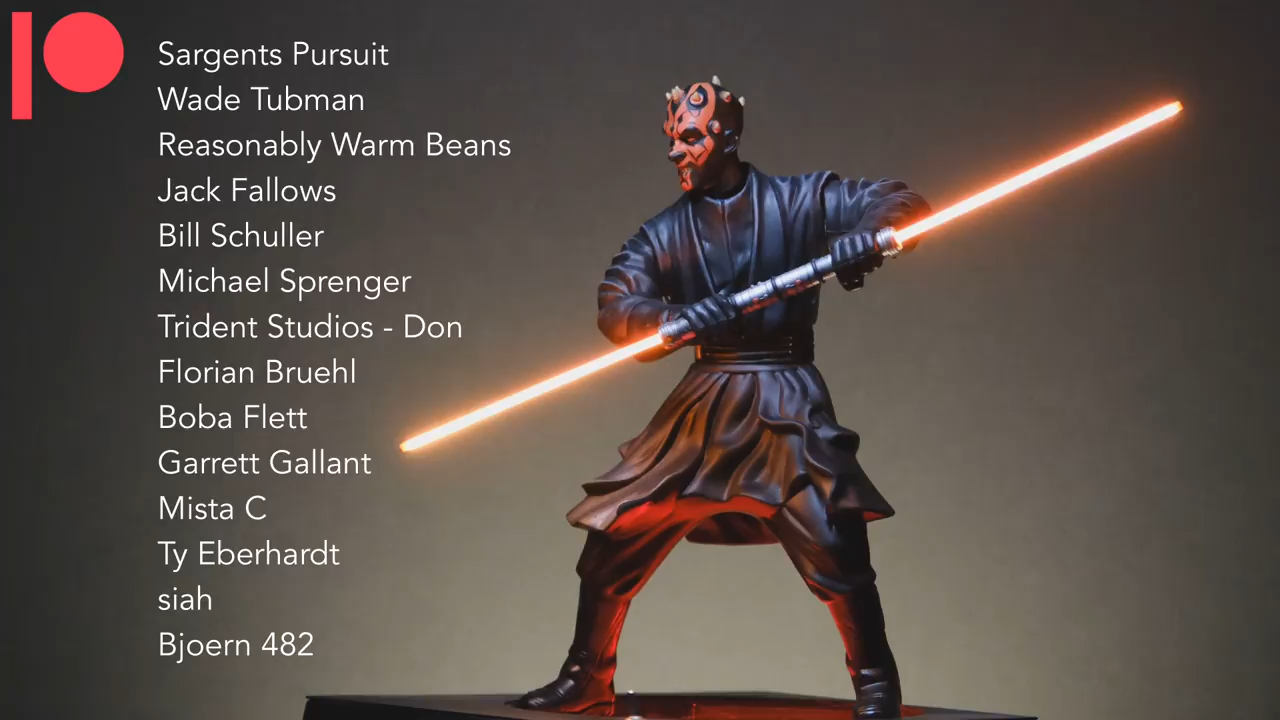 Sargents Pursuit
Wade Tubman
Reasonably Warm Beans
Jack Fallows
Bill Schuller
Michael Sprenger
Trident Studios - Don
Florian Bruehl
Boba Flett
Garrett Gallant
Mista C
Ty Eberhardt
siah
Bjoern 482